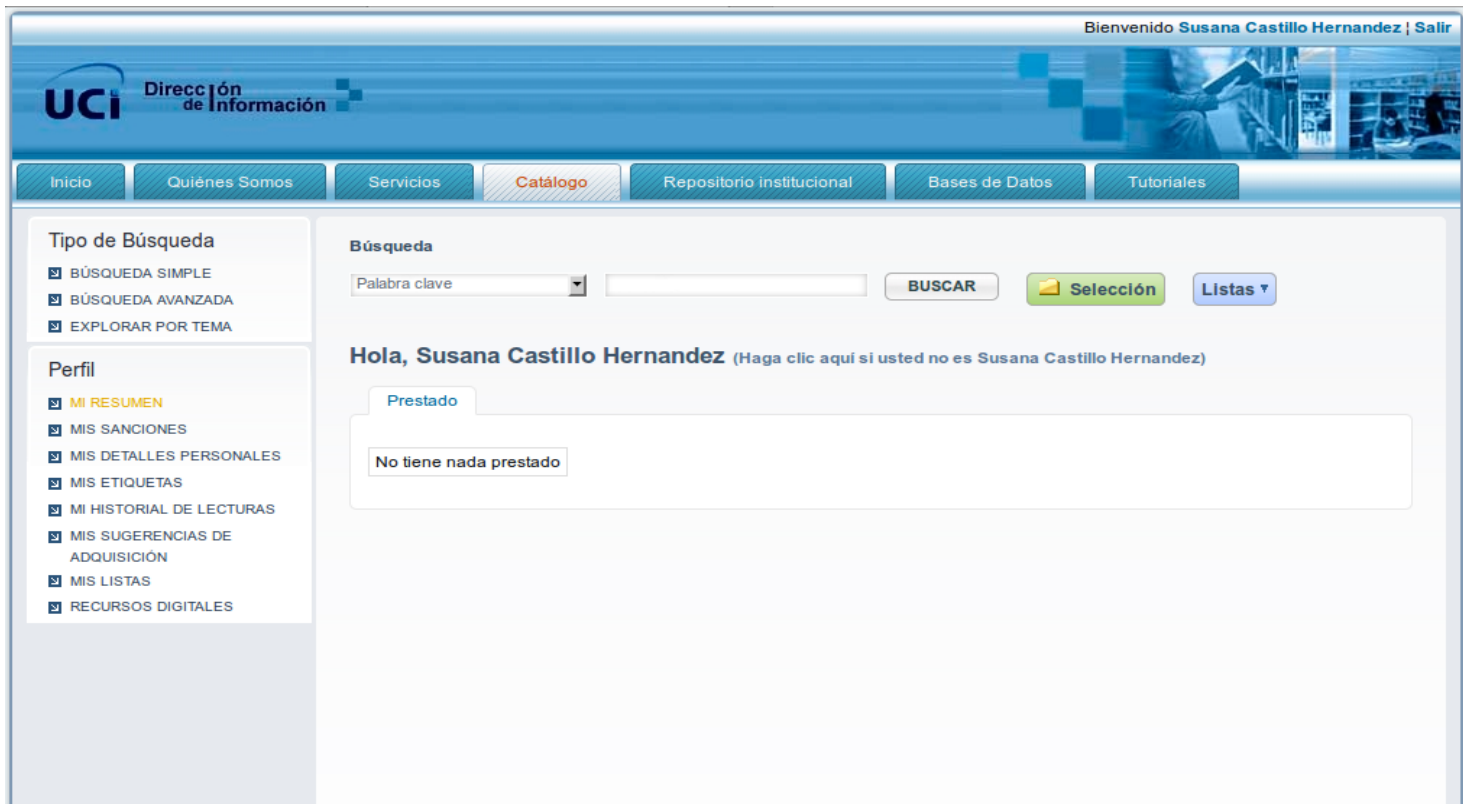 Bienvenido Susana Castillo Hernandez ¦ Salir
UCi
Dirección
de Información
Inicio
Quiénes Somos
Servicios
Catálogo
Repositorio institucional
Bases de Datos
Tutoriales
Tipo de Búsqueda
BÚSQUEDA SIMPLE
BÚSQUEDA AVANZADA
EXPLORAR POR TEMA
Perfil
MI RESUMEN
MIS SANCIONES
MIS DETALLES PERSONALES
MIS ETIQUETAS
MI HISTORIAL DE LECTURAS
MIS SUGERENCIAS DE
ADQUISICIÓN
MIS LISTAS
RECURSOS DIGITALES
Búsqueda
Palabra clave
BUSCAR
Selección
Listas ▼
Hola, Susana Castillo Hernandez (Haga clic aquí si usted no es Susana Castillo Hernandez)
Prestado
No tiene nada prestado